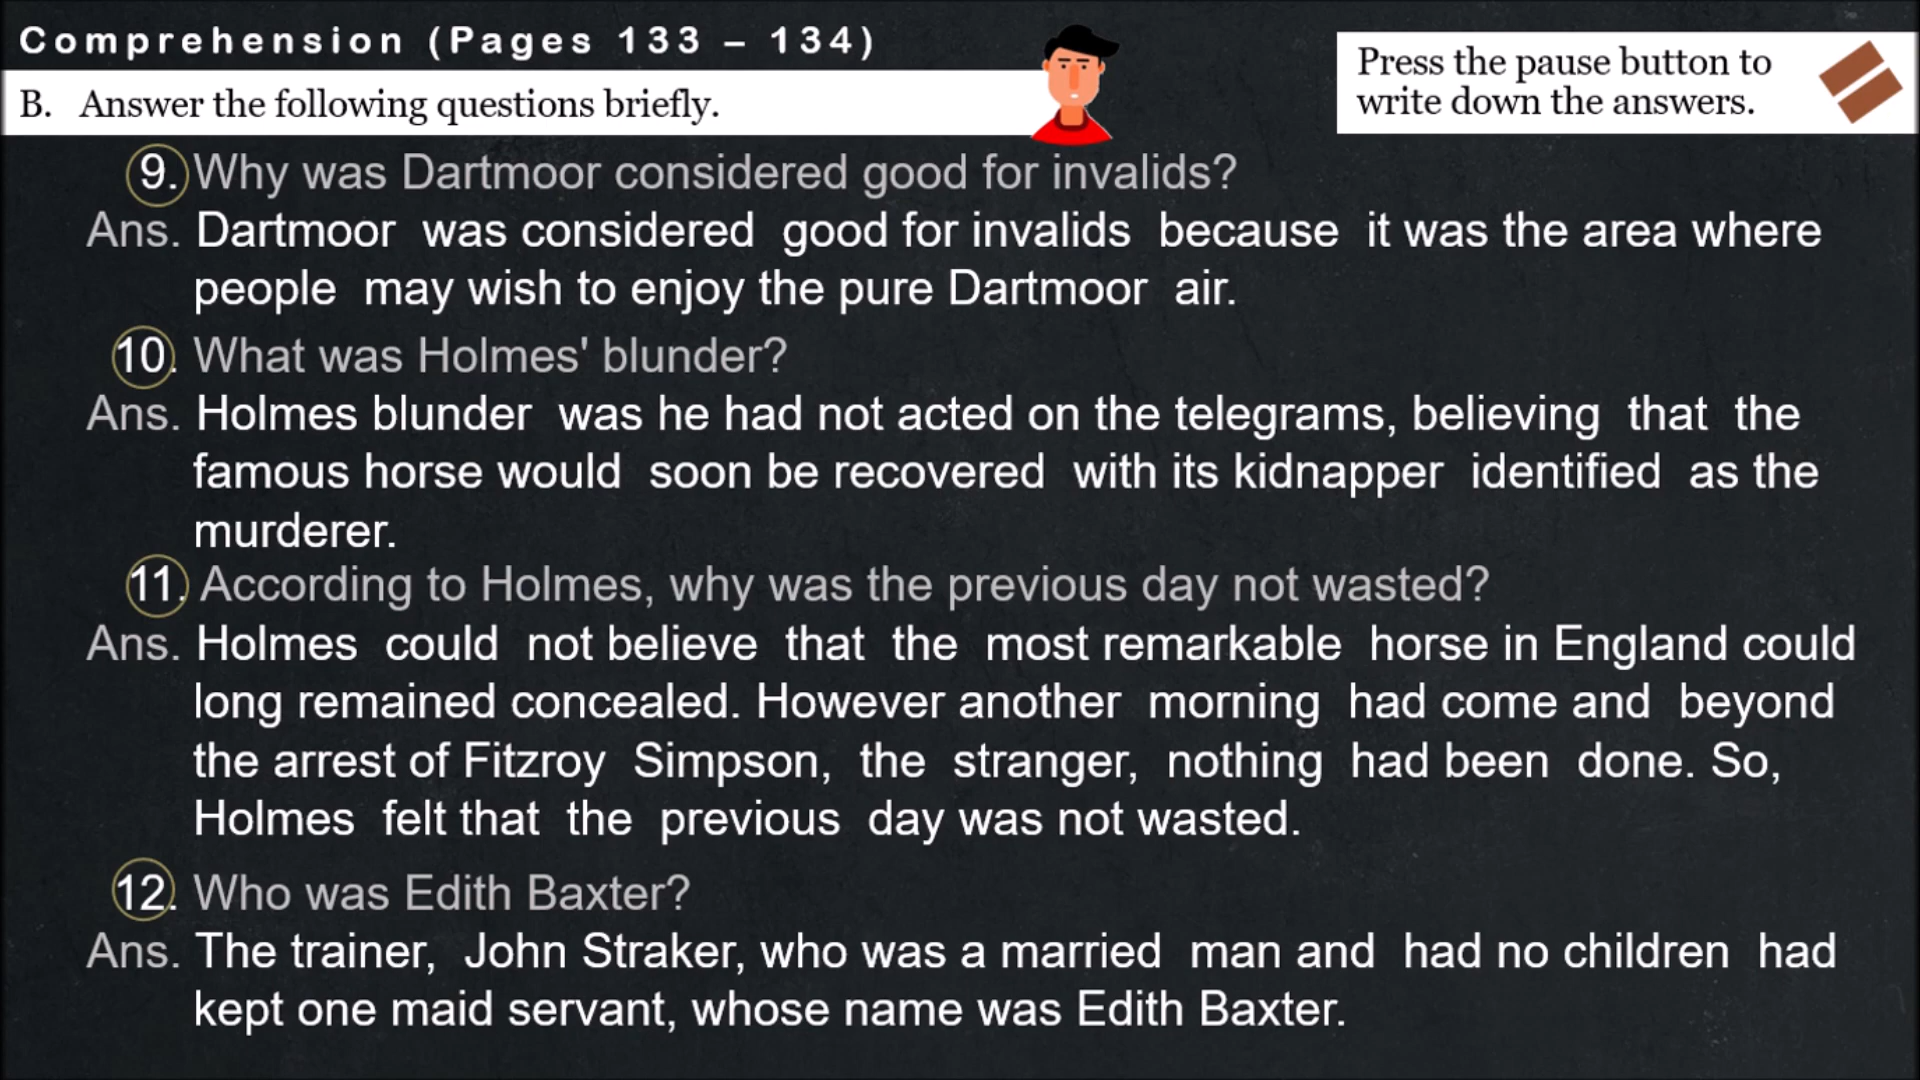 Comprehension (Pages 133 – 134)
Press the pause button to
write down the answers.
B. Answer the following questions briefly.
9. Why was Dartmoor considered good for invalids?
Ans. Dartmoor was considered good for invalids because it was the area where
people may wish to enjoy the pure Dartmoor air.
10. What was Holmes' blunder?
Ans. Holmes blunder was he had not acted on the telegrams, believing that the
famous horse would soon be recovered with its kidnapper identified as the
murderer.
11. According to Holmes, why was the previous day not wasted?
Ans. Holmes could not believe that the most remarkable horse in England could
long remained concealed. However another morning had come and beyond
the arrest of Fitzroy Simpson, the stranger, nothing had been done. So,
Holmes felt that the previous day was not wasted.
12. Who was Edith Baxter?
Ans. The trainer, John Straker, who was a married man and had no children had
kept one maid servant, whose name was Edith Baxter.